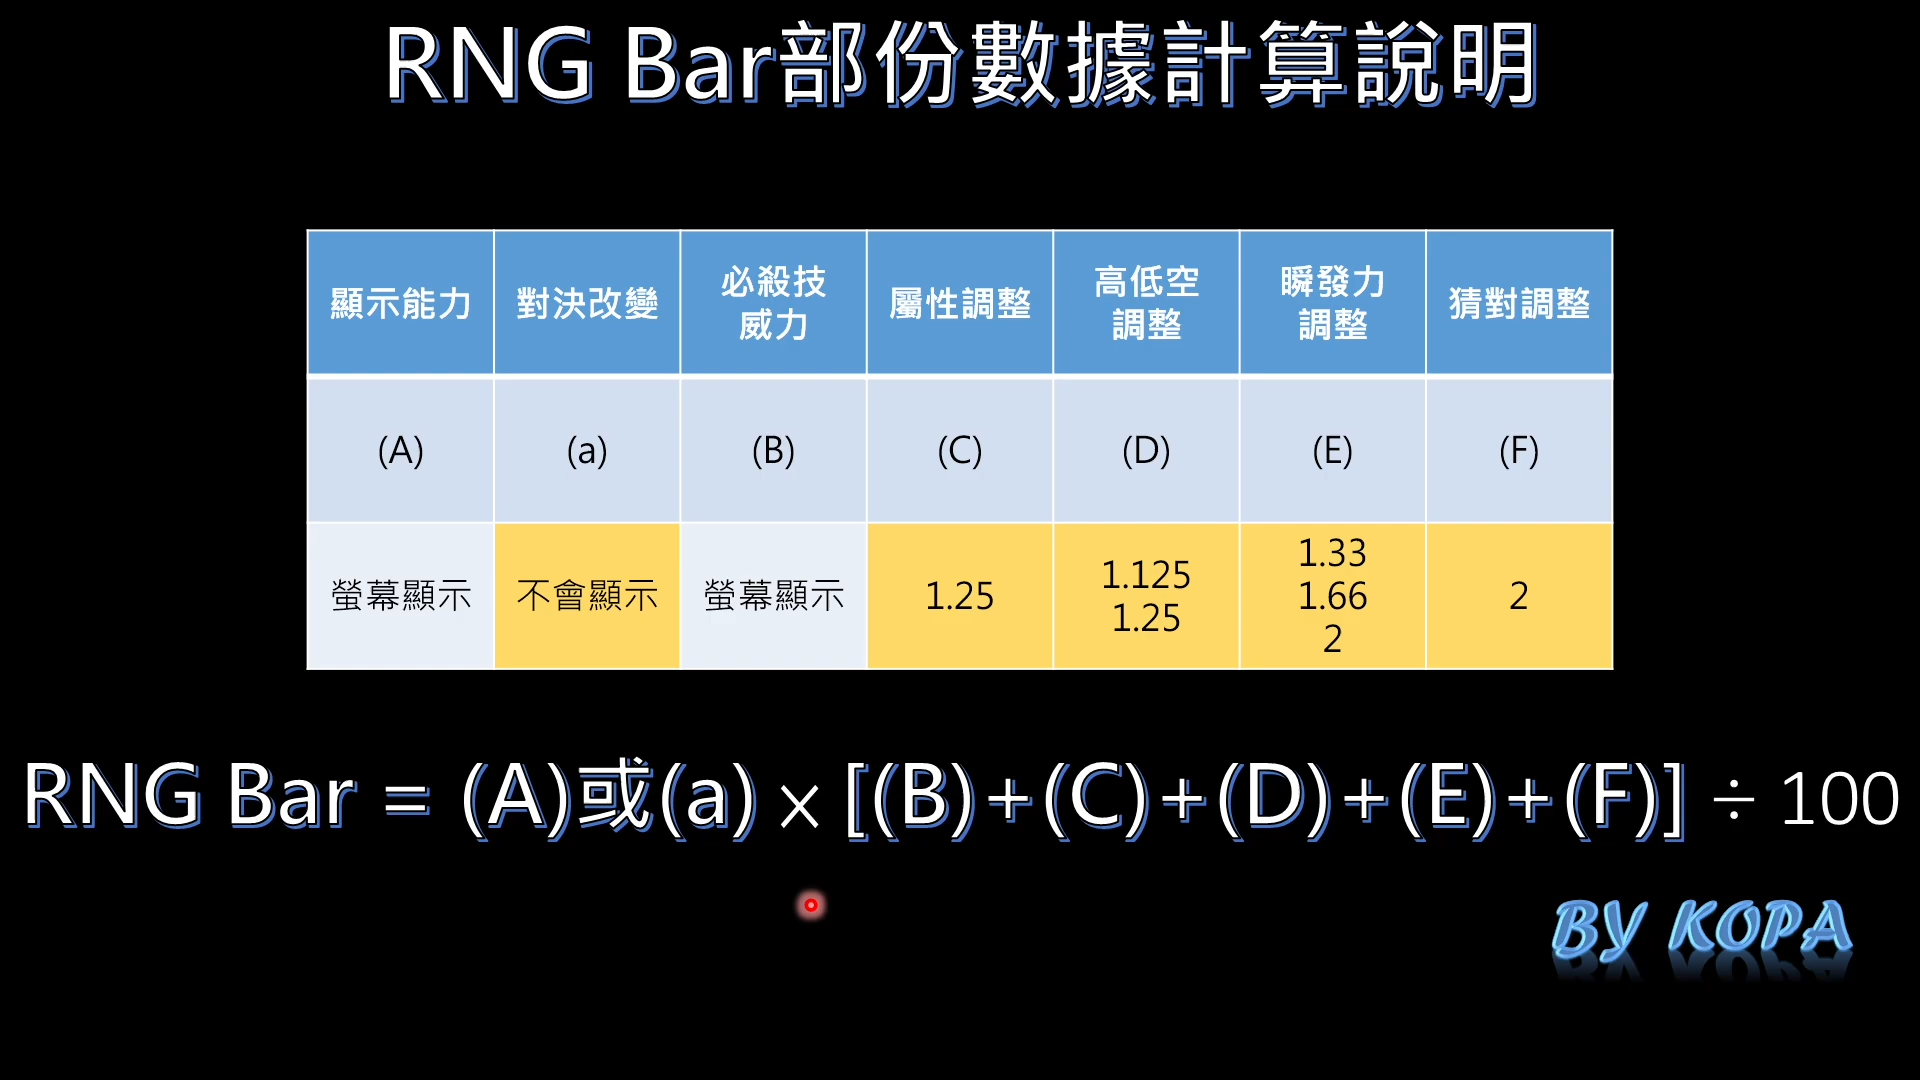 RNG Bar部份數據計算說明
顯示能力 對決改變 必殺技威力 屬性調整 高低空調整 瞬發力調整 猜對調整
(A) (a) (B) (C) (D) (E) (F)
螢幕顯示 不會顯示 螢幕顯示 1.25 1.125 1.25 1.33 1.66 2 2
RNG Bar = (A)或(a) × [(B)+(C)+(D)+(E)+(F)] ÷ 100
BY KOPA